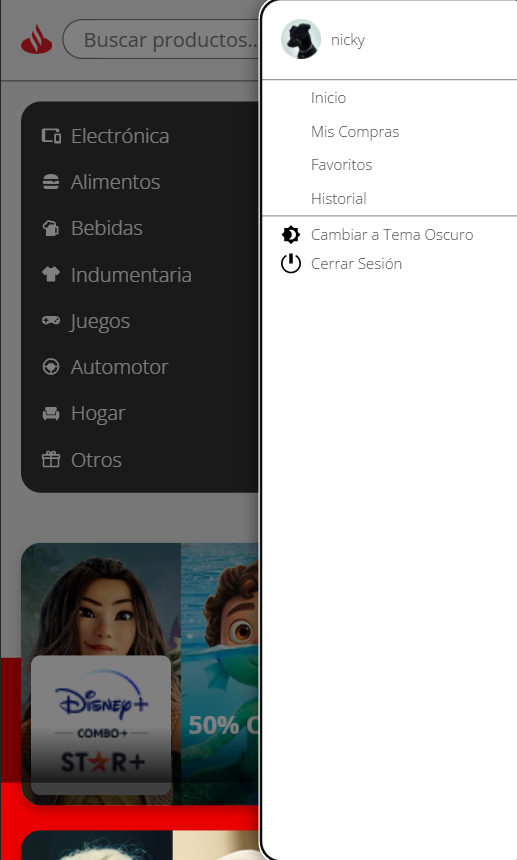 Buscar productos..
nicky
Inicio
Mis Compras
Favoritos
Historial
Cambiar a Tema Oscuro
Cerrar Sesión
Electrónica
Alimentos
Bebidas
Indumentaria
Juegos
Automotor
Hogar
Otros
Disney+
COMBO+
STAR+
50%